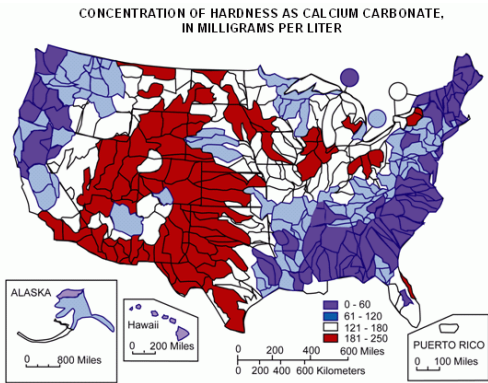 CONCENTRATION OF HARDNESS AS CALCIUM CARBONATE,
IN MILLIGRAMS PER LITER
ALASKA
0 800 Miles
Hawaii
0 200 Miles
0 - 60
61 - 120
121 - 180
181 - 250
0 200 400 600 Miles
0 200 400 600 Kilometers
PUERTO RICO
0 100 Miles